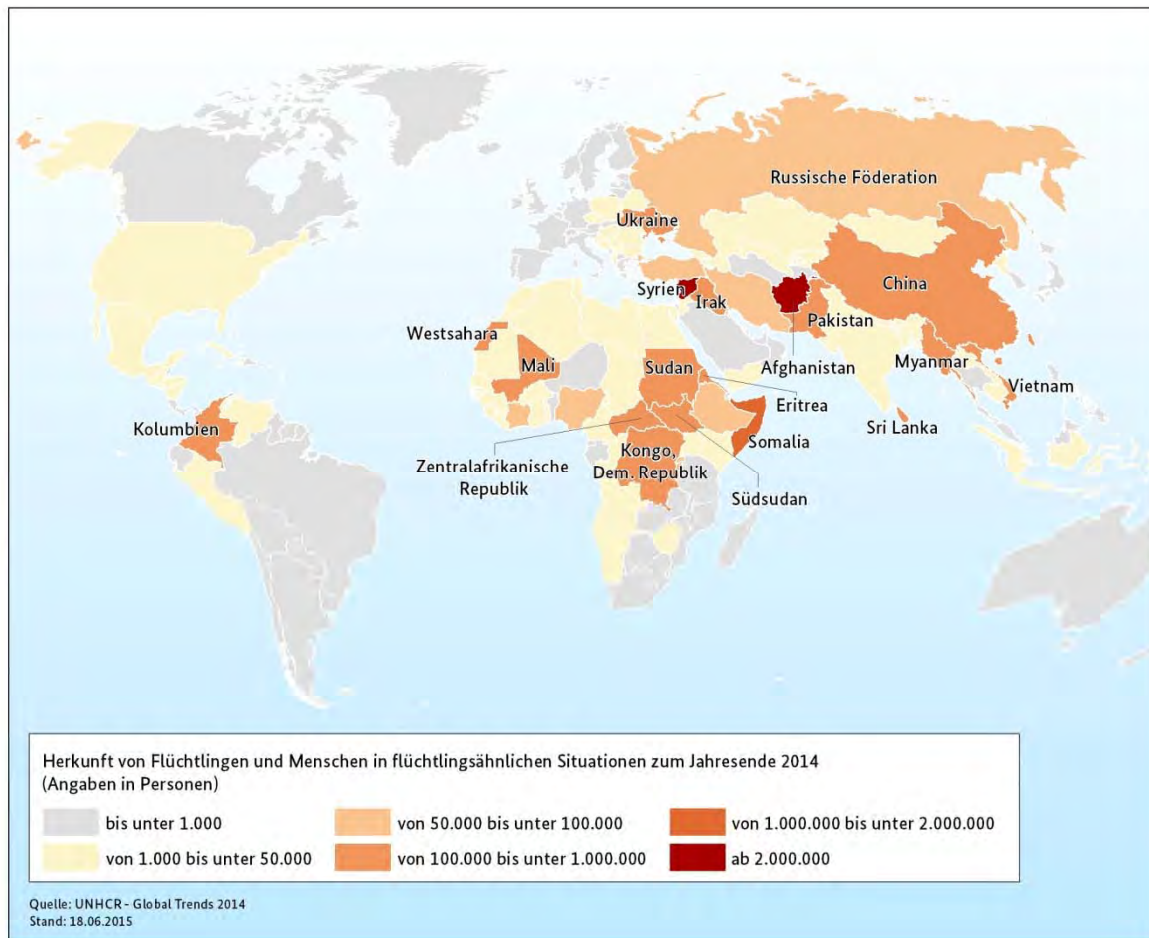 Russische Föderation
Ukraine
Syrien
Irak
China
Pakistan
Westsahara
Mali
Sudan
Afghanistan
Myanmar
Vietnam
Eritrea
Kolumbien
Sri Lanka
Somalia
Zentralafrikanische
Republik
Kongo,
Dem. Republik
Südsudan
Herkunft von Flüchtlingen und Menschen in flüchtlingsähnlichen Situationen zum Jahresende 2014
(Angaben in Personen)
bis unter 1.000
von 50.000 bis unter 100.000
von 1.000.000 bis unter 2.000.000
von 1.000 bis unter 50.000
von 100.000 bis unter 1.000.000
ab 2.000.000
Quelle: UNHCR - Global Trends 2014
Stand: 18.06.2015